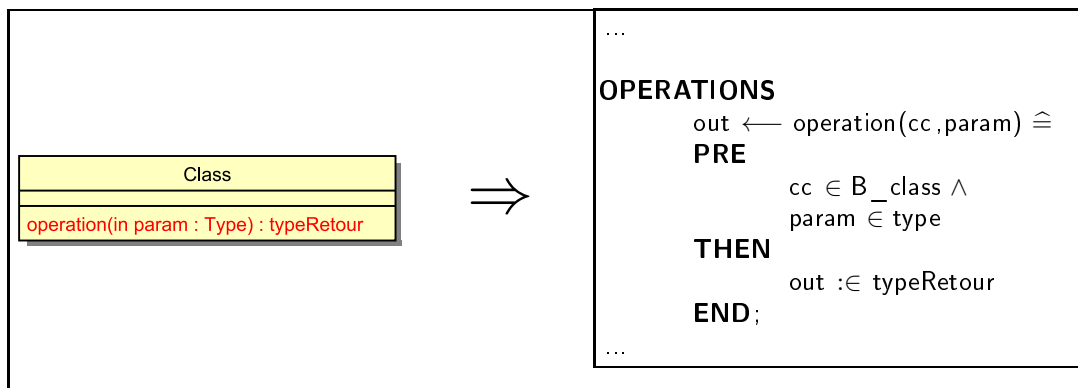 Class
operation(in param : Type) : typeRetour
⇒
...
OPERATIONS
out ⟵ operation(cc ,param) ≙
PRE
cc ∈ B_class ∧
param ∈ type
THEN
out :∈ typeRetour
END;
...